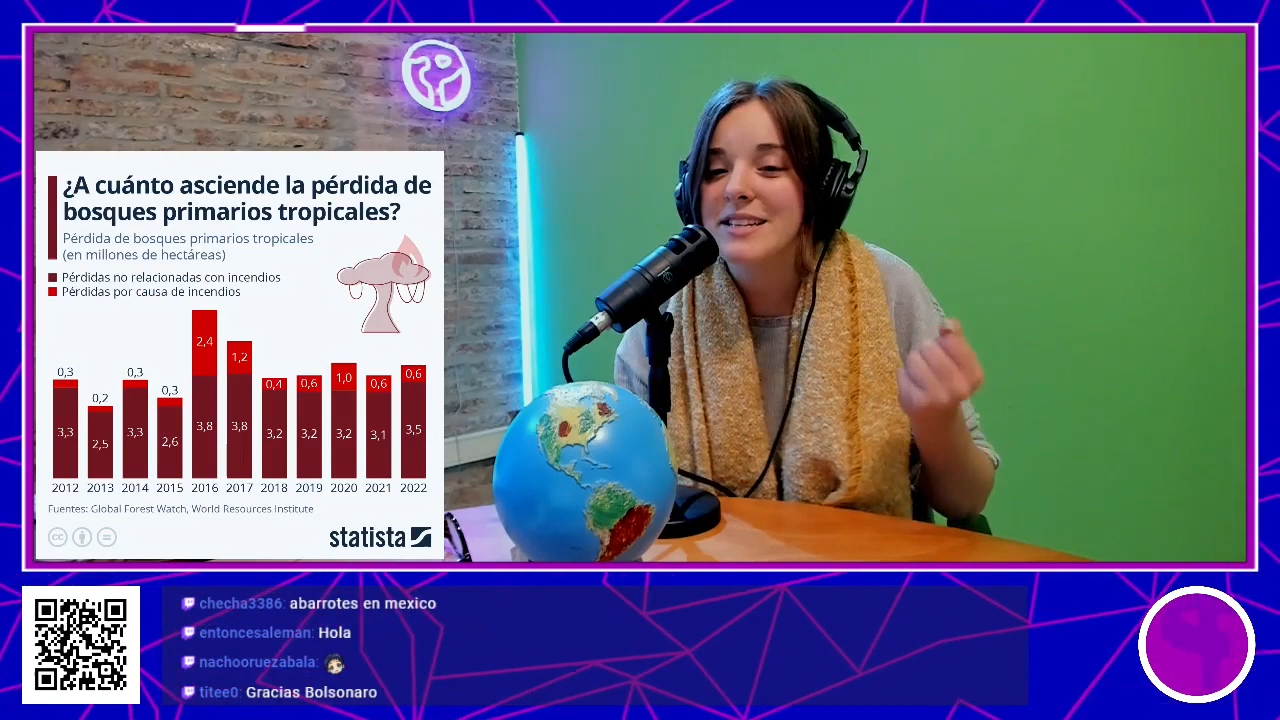 ¿A cuánto asciende la pérdida de
bosques primarios tropicales?
Pérdida de bosques primarios tropicales
(en millones de hectáreas)
Pérdidas no relacionadas con incendios
Pérdidas por causa de incendios
0,3 0,2 0,3 0,3 2,4 1,2 0,4 0,6 1,0 0,6 0,6
3,3 2,5 3,3 2,6 3,8 3,8 3,2 3,2 3,2 3,1 3,5
2012 2013 2014 2015 2016 2017 2018 2019 2020 2021 2022
Fuentes: Global Forest Watch, World Resources Institute
cc
statista
checha3386: abarrotes en mexico
entoncesaleman: Hola
nachooruezabala:
titee0: Gracias Bolsonaro